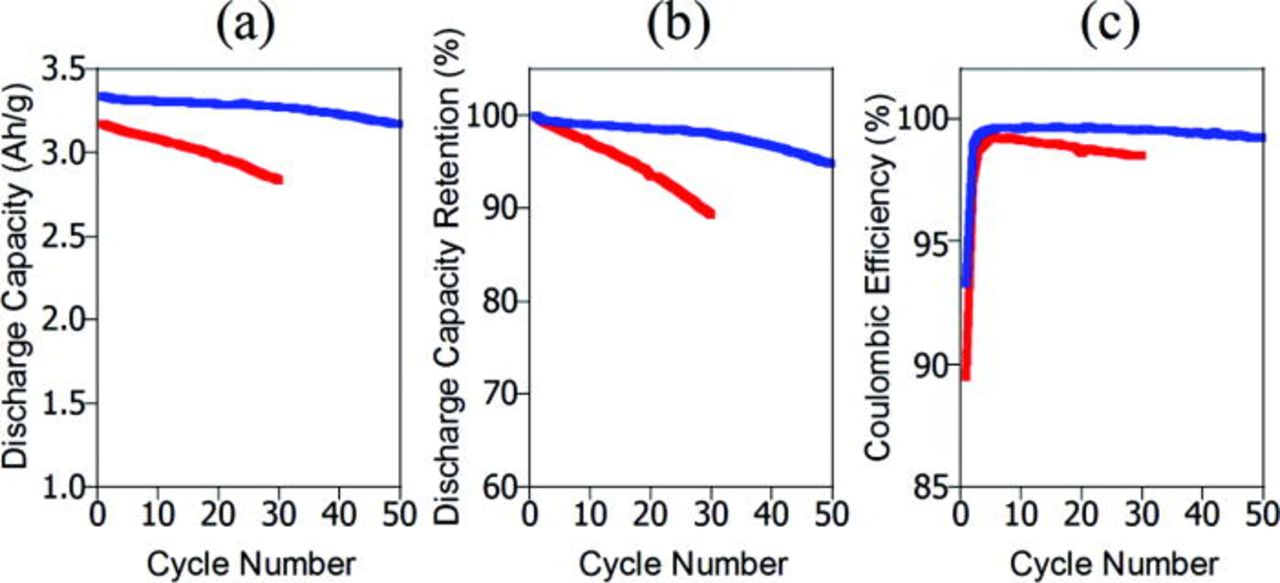 (a)
Discharge Capacity (Ah/g)
3.5
3.0
2.5
2.0
1.5
1.0
0 10 20 30 40 50
Cycle Number
(b)
Discharge Capacity Retention (%)
100
90
80
70
60
0 10 20 30 40 50
Cycle Number
(c)
Coulombic Efficiency (%)
100
95
90
85
0 10 20 30 40 50
Cycle Number